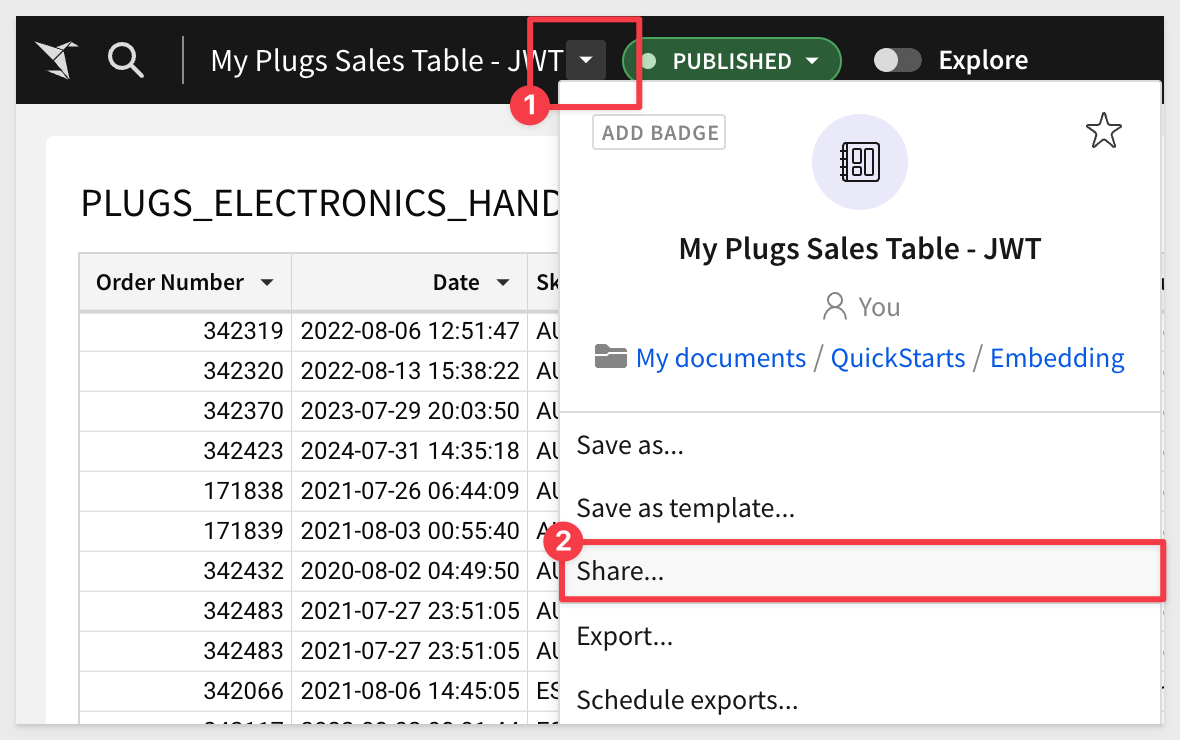 My Plugs Sales Table - JWT
PUBLISHED
Explore
1
ADD BADGE
PLUGS_ELECTRONICS_HAND
My Plugs Sales Table - JWT
You
My documents / QuickStarts / Embedding
Order Number Date Sk
342319 2022-08-06 12:51:47 AU
342320 2022-08-13 15:38:22 AU
342370 2023-07-29 20:03:50 AU
342423 2024-07-31 14:35:18 AU
171838 2021-07-26 06:44:09 AU
171839 2021-08-03 00:55:40
342432 2020-08-02 04:49:50 AU
342483 2021-07-27 23:51:05 AU
342483 2021-07-27 23:51:05 AU
342066 2021-08-06 14:45:05 ES
Save as...
Save as template...
2
Share...
Export...
Schedule exports...